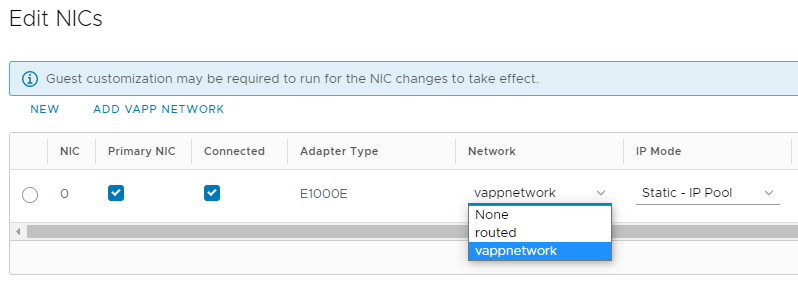 Edit NICs
Guest customization may be required to run for the NIC changes to take effect.
NEW ADD VAPP NETWORK
NIC Primary NIC Connected Adapter Type Network IP Mode
0 E1000E vappnetwork Static - IP Pool
None
routed
vappnetwork